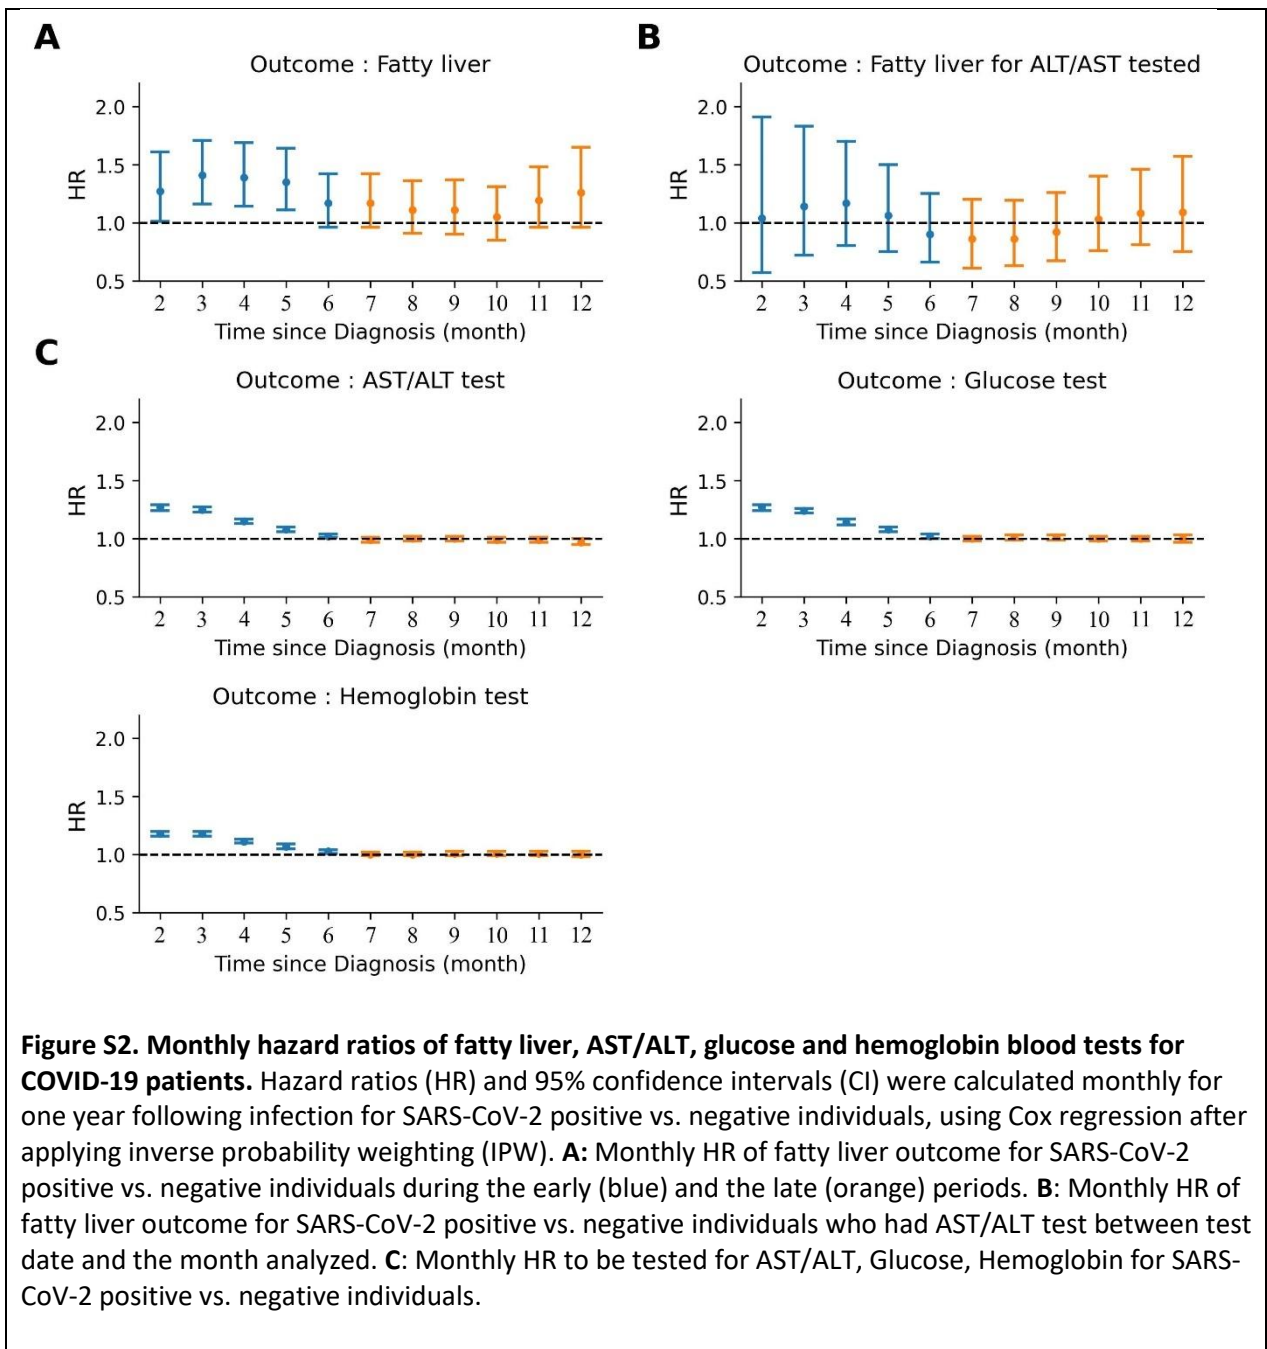 A
Outcome : Fatty liver
2.0
1.5
1.0
0.5
HR
2 3 4 5 6 7 8 9 10 11 12
Time since Diagnosis (month)
B
Outcome : Fatty liver for ALT/AST tested
2.0
1.5
1.0
0.5
HR
2 3 4 5 6 7 8 9 10 11 12
Time since Diagnosis (month)
C
Outcome : AST/ALT test
2.0
1.5
1.0
0.5
HR
2 3 4 5 6 7 8 9 10 11 12
Time since Diagnosis (month)
Outcome : Glucose test
2.0
1.5
1.0
0.5
HR
2 3 4 5 6 7 8 9 10 11 12
Time since Diagnosis (month)
Outcome : Hemoglobin test
2.0
1.5
1.0
0.5
HR
2 3 4 5 6 7 8 9 10 11 12
Time since Diagnosis (month)
Figure S2. Monthly hazard ratios of fatty liver, AST/ALT, glucose and hemoglobin blood tests for
COVID-19 patients. Hazard ratios (HR) and 95% confidence intervals (CI) were calculated monthly for
one year following infection for SARS-CoV-2 positive vs. negative individuals, using Cox regression after
applying inverse probability weighting (IPW). A: Monthly HR of fatty liver outcome for SARS-CoV-2
positive vs. negative individuals during the early (blue) and the late (orange) periods. B: Monthly HR of
fatty liver outcome for SARS-CoV-2 positive vs. negative individuals who had AST/ALT test between test
date and the month analyzed. C: Monthly HR to be tested for AST/ALT, Glucose, Hemoglobin for SARS-
CoV-2 positive vs. negative individuals.